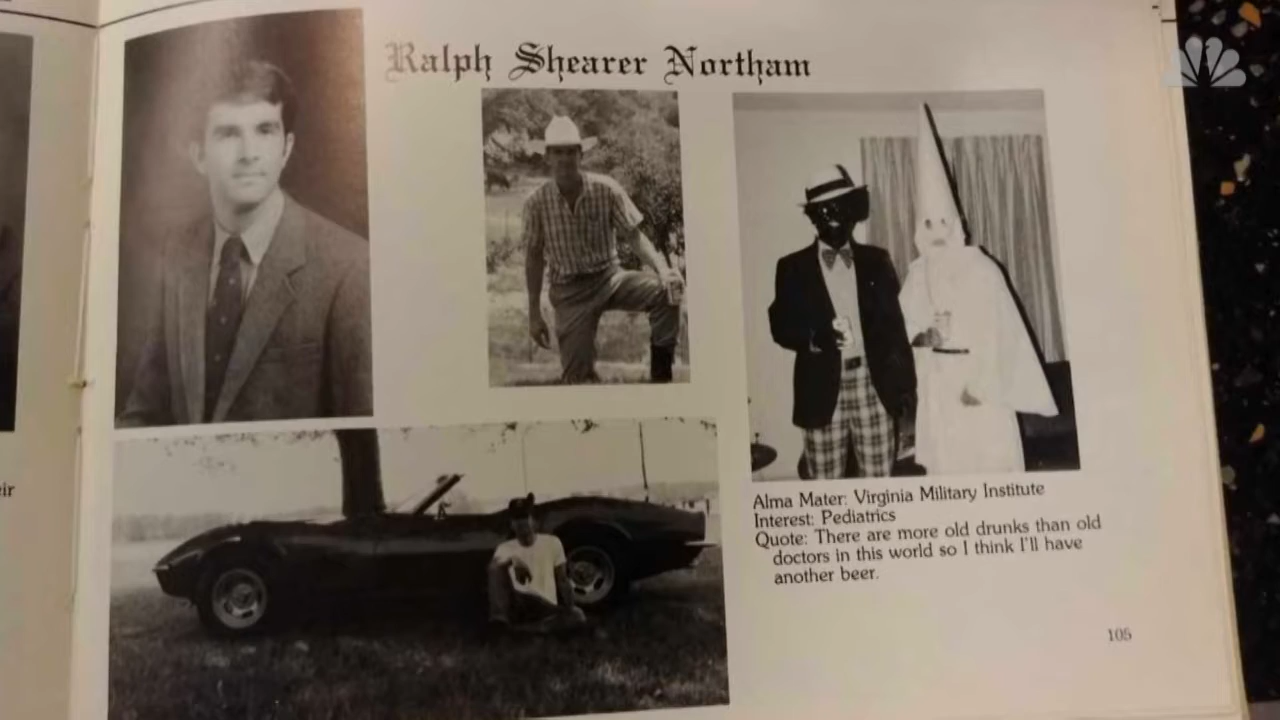 Ralph Shearer Northam
eir
Alma Mater: Virginia Military Institute
Interest: Pediatrics
Quote: There are more old drunks than old
doctors in this world so I think I'll have
another beer.
105